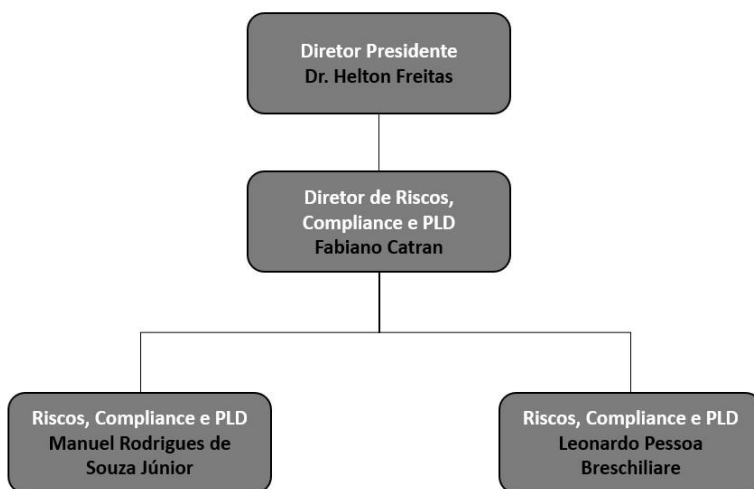 Diretor Presidente
Dr. Helton Freitas
Diretor de Riscos,
Compliance e PLD
Fabiano Catran
Riscos, Compliance e PLD
Manuel Rodrigues de
Souza Júnior
Riscos, Compliance e PLD
Leonardo Pessoa
Breschiliare